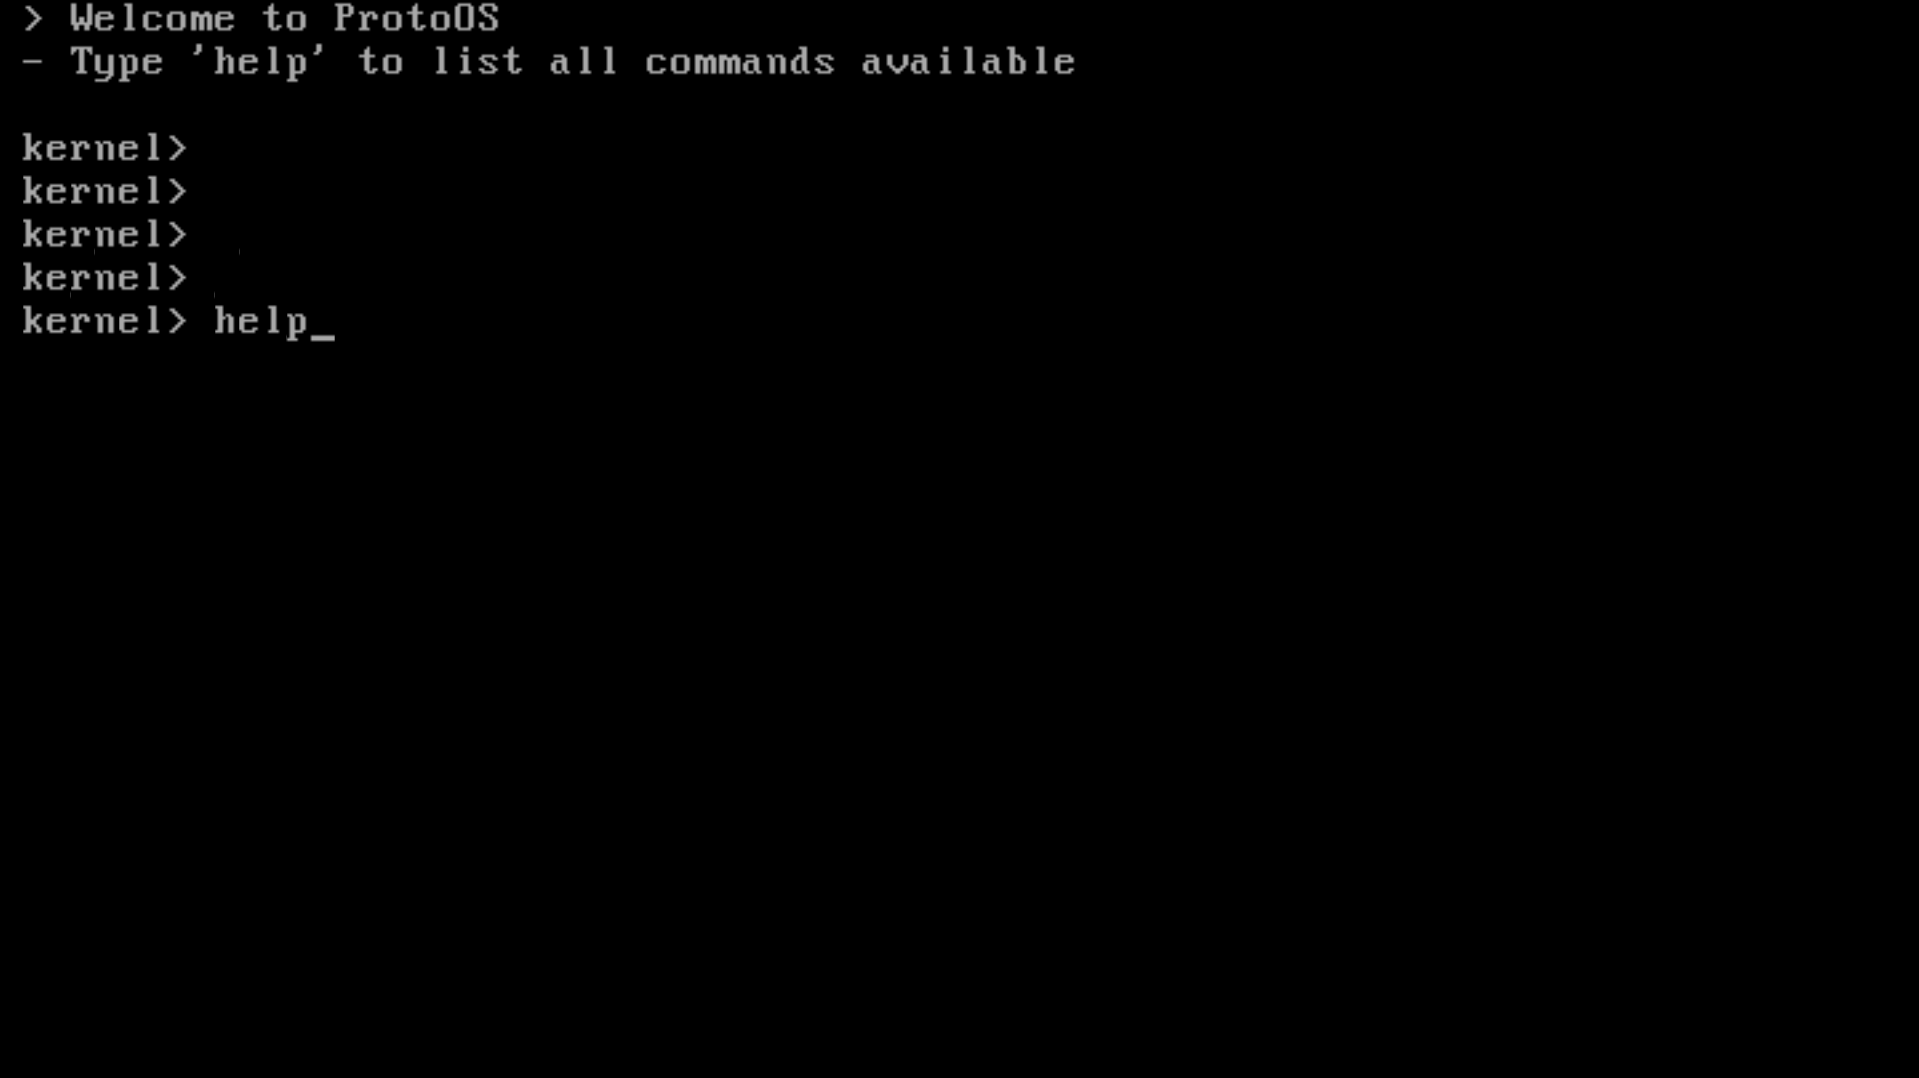 > Welcome to ProtoOS
- Type 'help' to list all commands available
kernel>
kernel>
kernel>
kernel>
kernel> help_